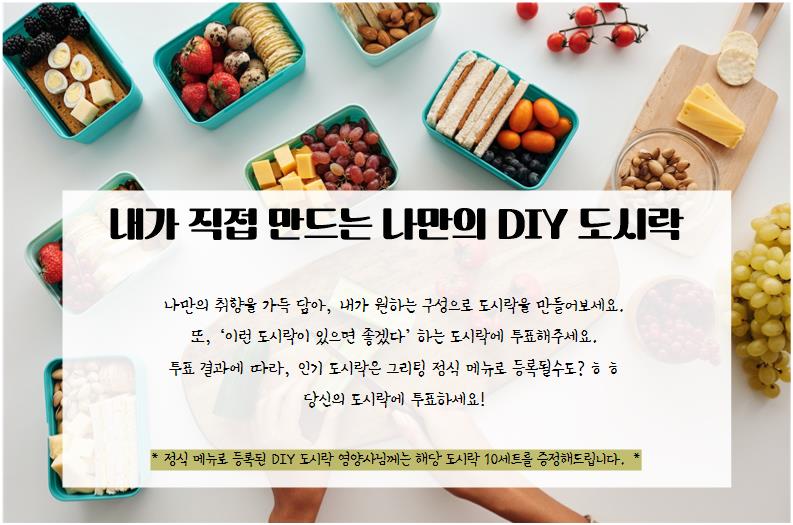 내가 직접 만드는 나만의 DIY 도시락
나만의 취향을 가득 담아, 내가 원하는 구성으로 도시락을 만들어보세요.
또, ‘이런 도시락이 있으면 좋겠다’ 하는 도시락에 투표해주세요.
투표 결과에 따라, 인기 도시락은 그리팅 정식 메뉴로 등록될수도? ㅎㅎ
당신의 도시락에 투표하세요!
* 정식 메뉴로 등록된 DIY 도시락 영양사님께는 해당 도시락 10세트를 증정해드립니다. *